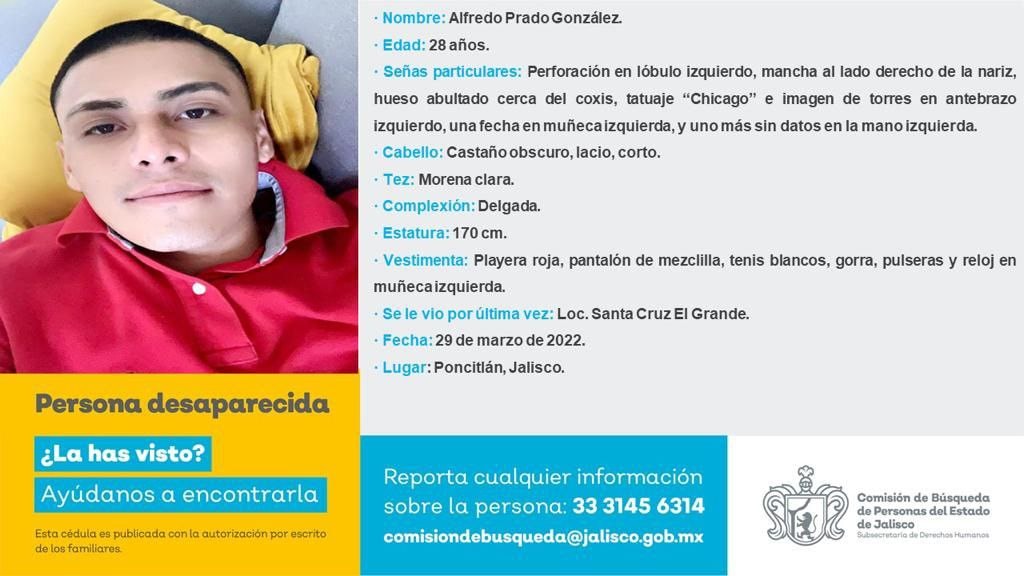 · Nombre: Alfredo Prado González.
· Edad: 28 años.
· Señas particulares: Perforación en lóbulo izquierdo, mancha al lado derecho de la nariz,
hueso abultado cerca del coxis, tatuaje “Chicago” e imagen de torres en antebrazo
izquierdo, una fecha en muñeca izquierda, y uno más sin datos en la mano izquierda.
· Cabello: Castaño obscuro, lacio, corto.
· Tez: Morena clara.
· Complexión: Delgada.
· Estatura: 170 cm.
· Vestimenta: Playera roja, pantalón de mezclilla, tenis blancos, gorra, pulseras y reloj en
muñeca izquierda.
· Se le vio por última vez: Loc. Santa Cruz El Grande.
· Fecha: 29 de marzo de 2022.
· Lugar: Poncitlán, Jalisco.
Persona desaparecida
¿La has visto?
Ayúdanos a encontrarla
Esta cédula es publicada con la autorización por escrito
de los familiares.
Reporta cualquier información
sobre la persona: 33 3145 6314
comisiondebusqueda@jalisco.gob.mx
Comisión de Búsqueda
de Personas del Estado
de Jalisco
Subsecretaría de Derechos Humanos